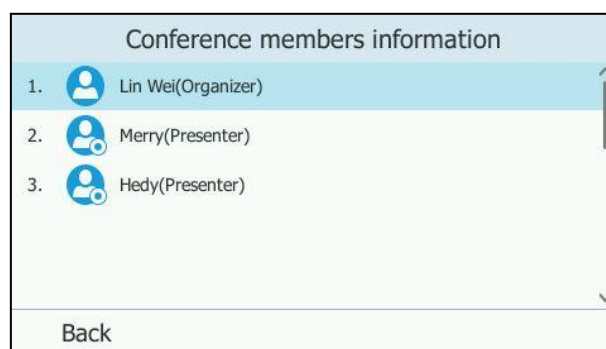 Conference members information
1. Lin Wei(Organizer)
2. Merry(Presenter)
3. Hedy(Presenter)
Back